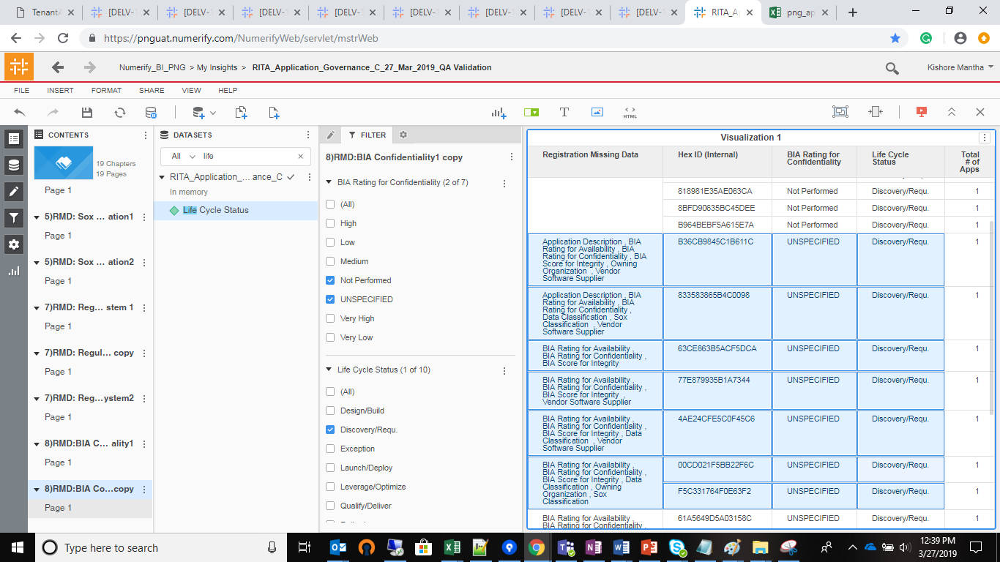 TenantA
[DELV-1
[DELV-1
[DELV-1
[DELV-1
[DELV-1
[DELV-1
[DELV-1
[DELV-1
RITA_Ap
png_ap
https://pnguat.numerify.com/NumerifyWeb/servlet/mstrWeb
Numerify_BI_PNG > My Insights > RITA_Application_Governance_C_27_Mar_2019_QA Validation
Kishore Mantha
FILE INSERT FORMAT SHARE VIEW HELP
HTML
CONTENTS
19 Chapters
19 Pages
Page 1
5)RMD: Sox ... ation1
Page 1
5)RMD: Sox ... ation2
Page 1
7)RMD: Reg... stem 1
Page 1
7)RMD: Regul... copy
Page 1
7)RMD: Reg...ystem2
Page 1
8)RMD:BIA C... ality1
Page 1
8)RMD:BIA Co...copy
Page 1
DATASETS
All life
RITA_Application_... ance_C
In memory
Life Cycle Status
FILTER
8)RMD:BIA Confidentiality1 copy
BIA Rating for Confidentiality (2 of 7)
(All)
High
Low
Medium
Not Performed
UNSPECIFIED
Very High
Very Low
Life Cycle Status (1 of 10)
(All)
Design/Build
Discovery/Requ.
Exception
Launch/Deploy
Leverage/Optimize
Qualify/Deliver
Visualization 1
Registration Missing Data
Hex ID (Internal)
BIA Rating for
Confidentiality
Life Cycle
Status
Total
# of
Apps
818981E35AE063CA Not Performed Discovery/Requ. 1
8BFD90635BC45DEE Not Performed Discovery/Requ. 1
B964BEBF5A615E7A Not Performed Discovery/Requ. 1
Application Description , BIA
Rating for Availability , BIA
Rating for Confidentiality , BIA
Score for Integrity , Owning
Organization , Vendor
Software Supplier
B36CB9845C1B611C UNSPECIFIED Discovery/Requ. 1
Application Description , BIA
Rating for Availability , BIA
Rating for Confidentiality ,
Data Classification , Sox
Classification , Vendor
Software Supplier
833583865B4C0098 UNSPECIFIED Discovery/Requ. 1
BIA Rating for Availability ,
BIA Rating for Confidentiality ,
BIA Score for Integrity
63CE863B5ACF5DCA UNSPECIFIED Discovery/Requ. 1
BIA Rating for Availability ,
BIA Rating for Confidentiality ,
BIA Score for Integrity ,
Vendor Software Supplier
77E879935B1A7344 UNSPECIFIED Discovery/Requ. 1
BIA Rating for Availability ,
BIA Rating for Confidentiality ,
BIA Score for Integrity , Data
Classification , Vendor
Software Supplier
4AE24CFE5C0F45C6 UNSPECIFIED Discovery/Requ. 1
BIA Rating for Availability ,
BIA Rating for Confidentiality ,
BIA Score for Integrity , Data
Classification , Owning
Organization , Sox
Classification
00CD021F5BB22F6C UNSPECIFIED Discovery/Requ. 1
F5C331764F0E63F2 UNSPECIFIED Discovery/Requ. 1
BIA Rating for Availability ,
BIA Rating for Confidentiality ,
61A5649D5A03158C UNSPECIFIED Discovery/Requ. 1
Type here to search
12:39 PM
3/27/2019